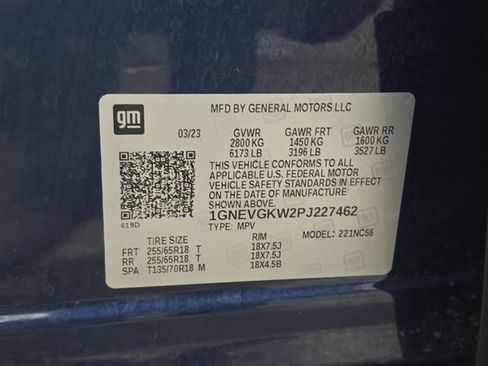 gm
MFD BY GENERAL MOTORS LLC
03/23 GVWR GAWR FRT GAWR RR
2800 KG 1450 KG 1600 KG
6173 LB 3196 LB 3527 LB
THIS VEHICLE CONFORMS TO ALL
APPLICABLE U.S. FEDERAL MOTOR
VEHICLE SAFETY STANDARDS IN EFFECT
ON THE DATE OF MANUFACTURE
SHOWN ABOVE.
1GNEVGKW2PJ227462
619D TYPE: MPV MODEL: 221NC56
TIRE SIZE RIM
FRT 255/65R18 T 18X7.5J
RR 255/65R18 T 18X7.5J
SPA T135/70R18 M 18X4.5B